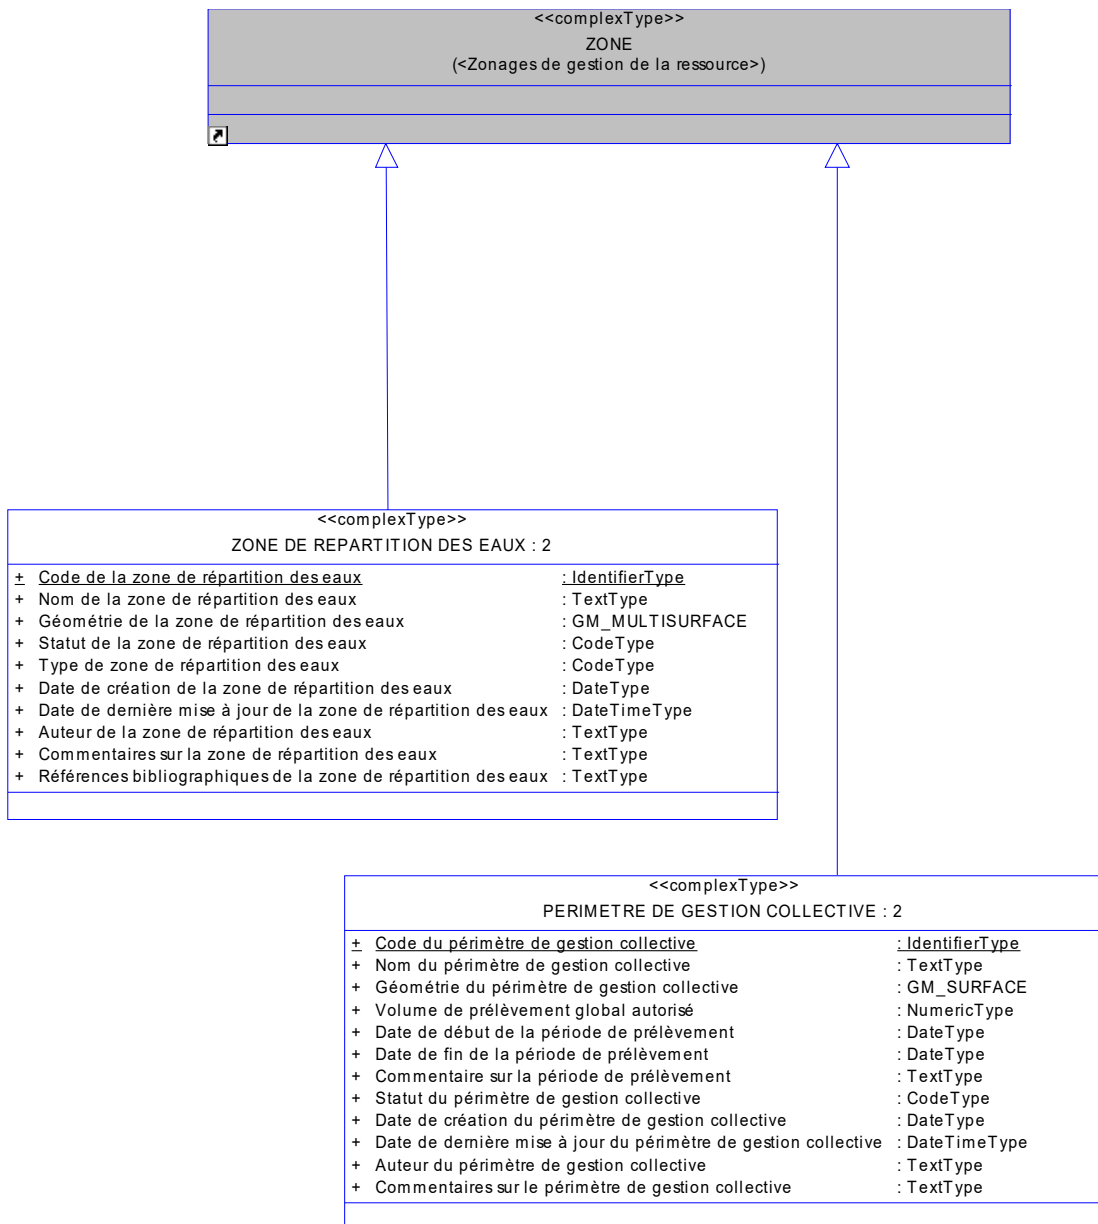 <<complexType>>
ZONE
(<Zonages de gestion de la ressource>)
<<complexType>>
ZONE DE REPARTITION DES EAUX : 2
+ Code de la zone de répartition des eaux : IdentifierType
+ Nom de la zone de répartition des eaux : TextType
+ Géométrie de la zone de répartition des eaux : GM_MULTISURFACE
+ Statut de la zone de répartition des eaux : CodeType
+ Type de zone de répartition des eaux : CodeType
+ Date de création de la zone de répartition des eaux : DateType
+ Date de dernière mise à jour de la zone de répartition des eaux : DateTimeType
+ Auteur de la zone de répartition des eaux : TextType
+ Commentaires sur la zone de répartition des eaux : TextType
+ Références bibliographiques de la zone de répartition des eaux : TextType
<<complexType>>
PERIMETRE DE GESTION COLLECTIVE : 2
+ Code du périmètre de gestion collective : IdentifierType
+ Nom du périmètre de gestion collective : TextType
+ Géométrie du périmètre de gestion collective : GM_SURFACE
+ Volume de prélèvement global autorisé : NumericType
+ Date de début de la période de prélèvement : DateType
+ Date de fin de la période de prélèvement : DateType
+ Commentaire sur la période de prélèvement : TextType
+ Statut du périmètre de gestion collective : CodeType
+ Date de création du périmètre de gestion collective : DateType
+ Date de dernière mise à jour du périmètre de gestion collective : DateTimeType
+ Auteur du périmètre de gestion collective : TextType
+ Commentaires sur le périmètre de gestion collective : TextType